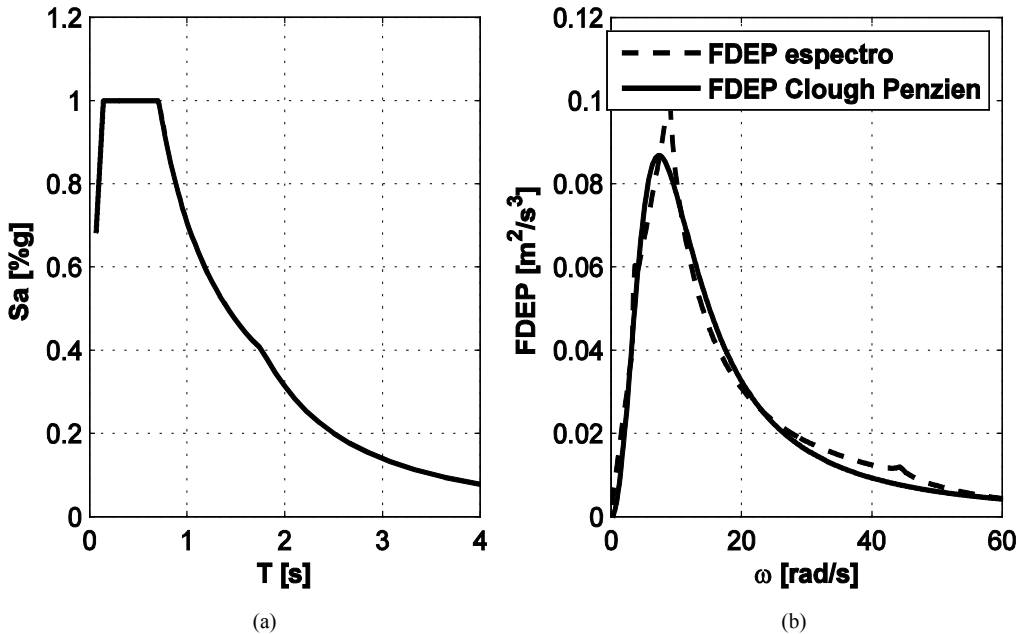 1.2
1
0.8
0.6
0.4
0.2
0
Sa [%g]
0 1 2 3 4
T [s]
(a)
0.12
0.1
0.08
0.06
0.04
0.02
0
FDEP [m²/s³]
FDEP espectro
FDEP Clough Penzien
0 20 40 60
ω [rad/s]
(b)